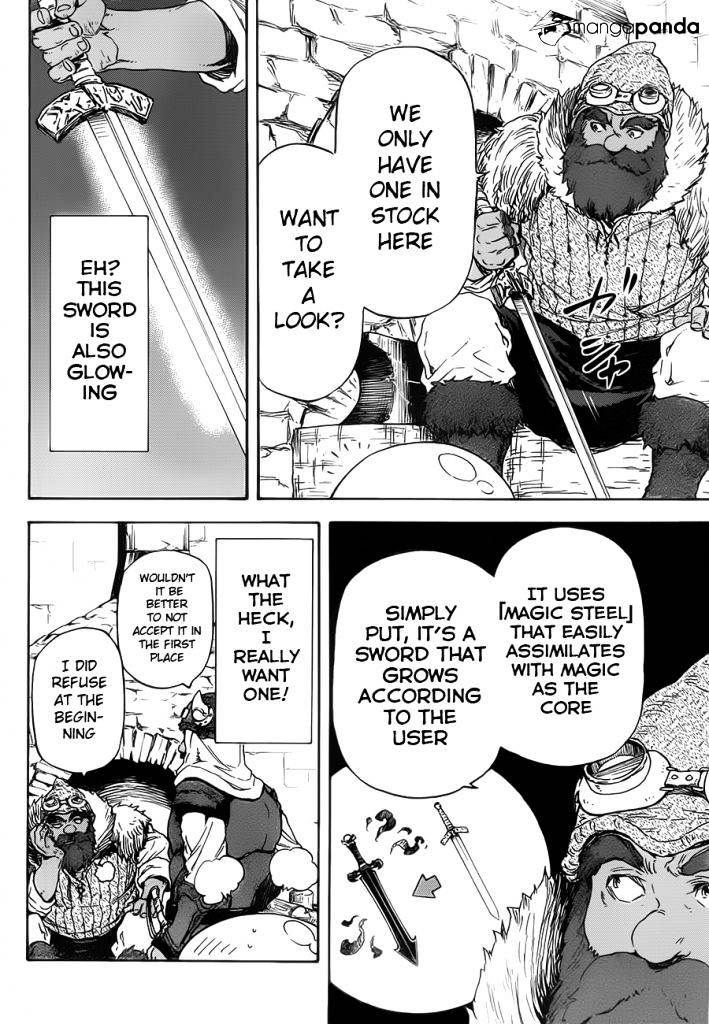 mangapanda
WE
ONLY
HAVE
ONE IN
STOCK
HERE
WANT
TO
TAKE
A
LOOK?
ザッ
EH?
THIS
SWORD
IS
ALSO
GLOW-
ING
IT USES
「MAGIC STEEL」
THAT EASILY
ASSIMILATES
WITH MAGIC
AS THE
CORE
SIMPLY
PUT, IT'S A
SWORD THAT
GROWS
ACCORDING
TO THE
USER
WHAT
THE
HECK,
I
REALLY
WANT
ONE!
WOULDN'T
IT BE
BETTER
TO NOT
ACCEPT IT IN
THE FIRST
PLACE
I DID
REFUSE
AT THE
BEGIN-
NING